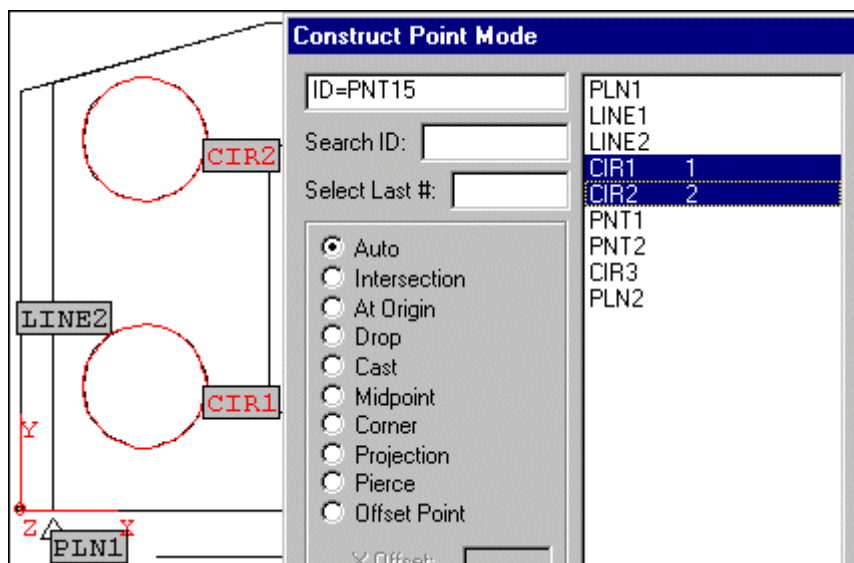 CIR2
LINE2
CIR1
Y
Z
X
PLN1
Construct Point Mode
ID=PNT15
Search ID:
Select Last #:
Auto
Intersection
At Origin
Drop
Cast
Midpoint
Corner
Projection
Pierce
Offset Point
X Offset:
PLN1
LINE1
LINE2
CIR1 1
CIR2 2
PNT1
PNT2
CIR3
PLN2